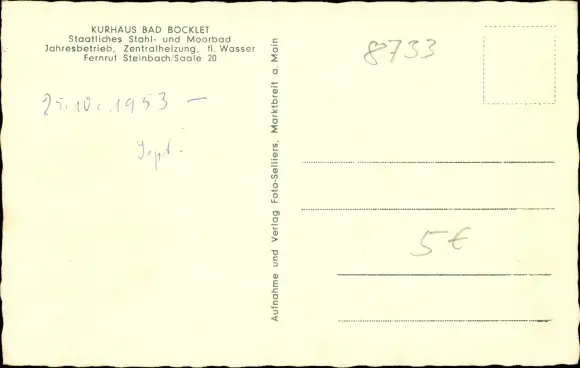 KURHAUS BAD BOCKLET
Staatliches Stahl- und Moorbad
Jahresbetrieb, Zentralheizung, fl. Wasser
Fernruf Steinbach/Saale 20
25.10.1953 –
Aufnahme und Verlag Foto-Selliers, Marktbreit a. Main
8733
5 €